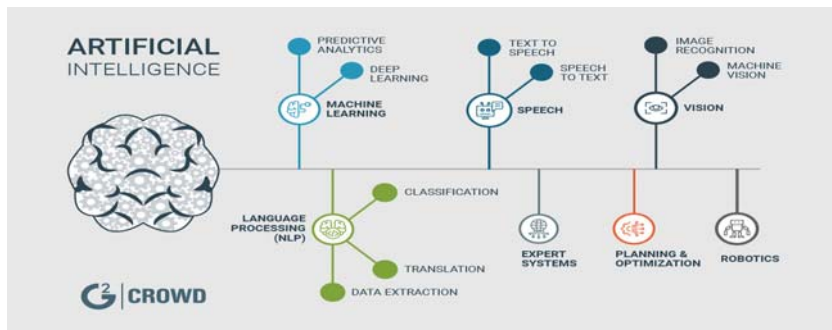 ARTIFICIAL
INTELLIGENCE
PREDICTIVE
ANALYTICS
DEEP
LEARNING
MACHINE
LEARNING
TEXT TO
SPEECH
SPEECH
TO TEXT
SPEECH
IMAGE
RECOGNITION
MACHINE
VISION
VISION
LANGUAGE
PROCESSING
(NLP)
CLASSIFICATION
TRANSLATION
DATA EXTRACTION
EXPERT
SYSTEMS
PLANNING &
OPTIMIZATION
ROBOTICS
G2 | CROWD